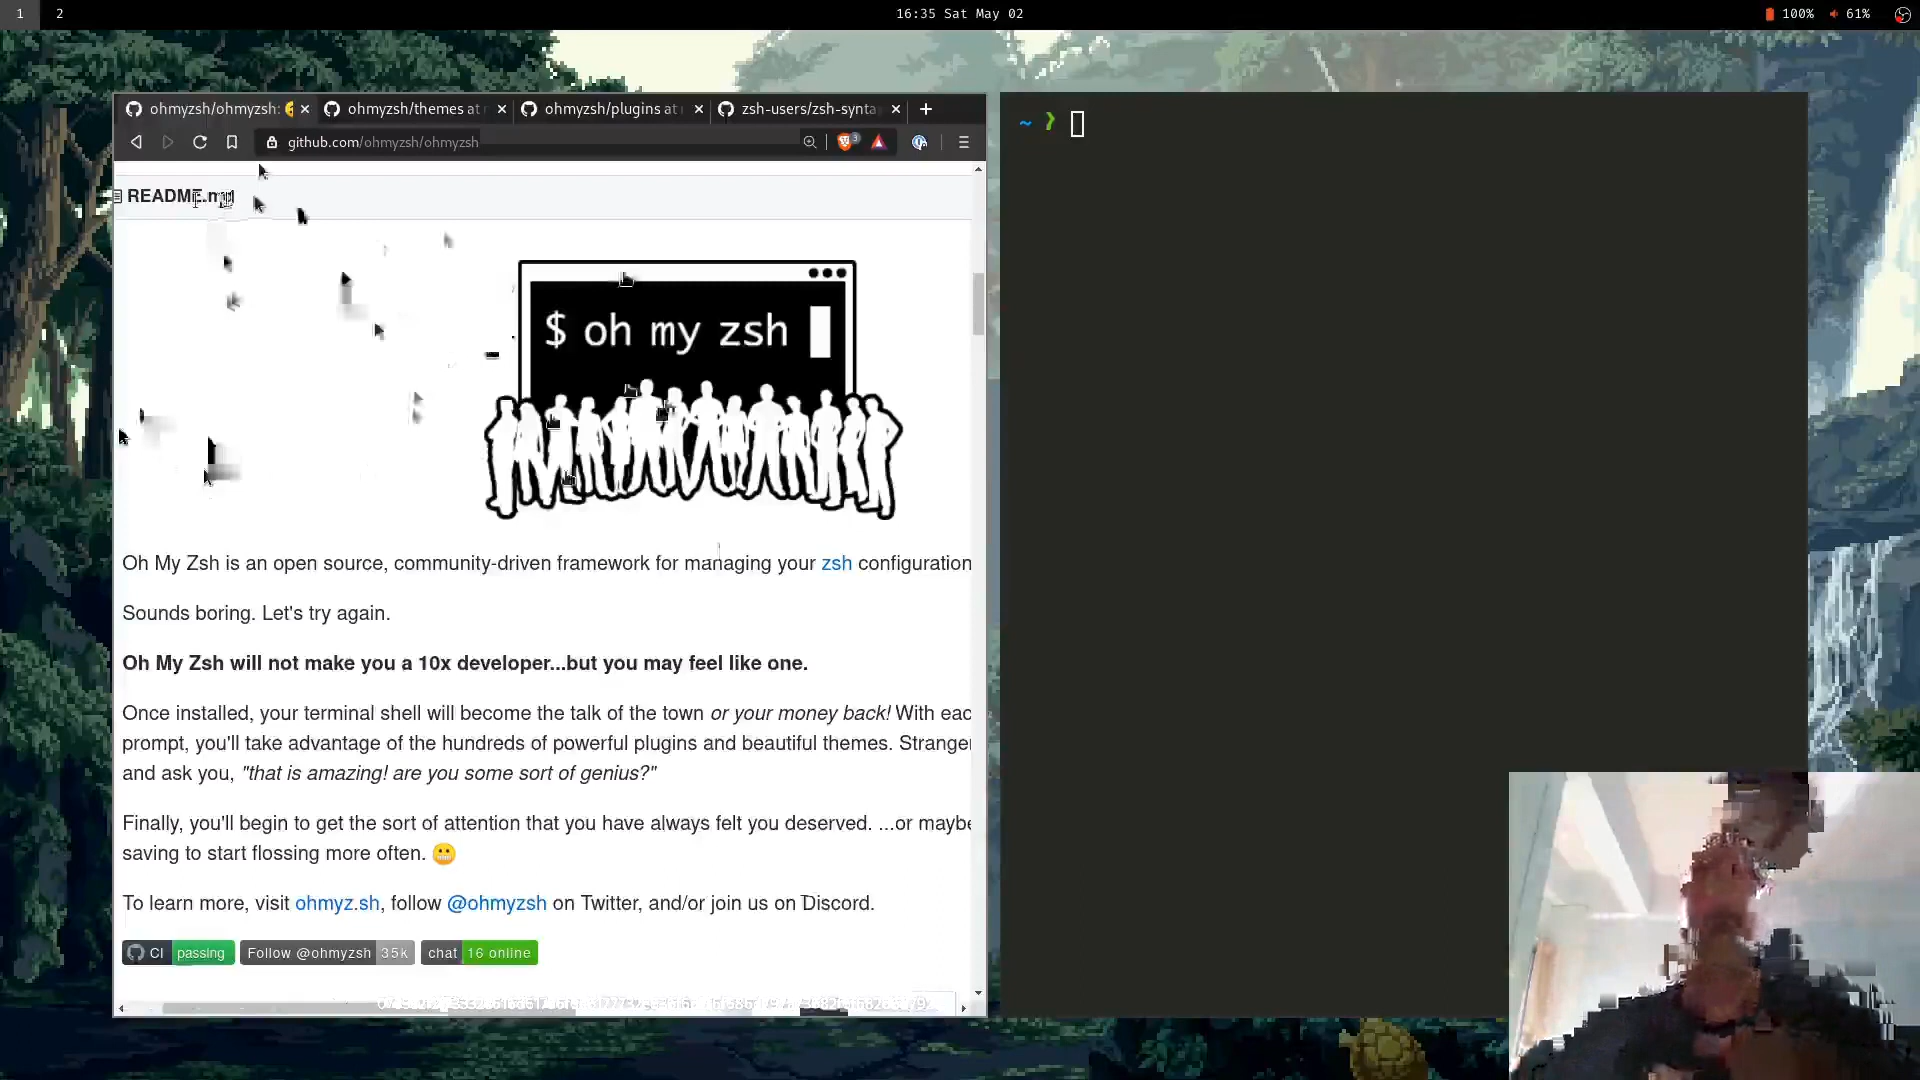 1 2 16:35 Sat May 02 100% 61%
ohmyzsh/ohmyzsh: ohmyzsh/themes at ohmyzsh/plugins at zsh-users/zsh-synta
github.com/ohmyzsh/ohmyzsh
~ ❯
README.md
$ oh my zsh
Oh My Zsh is an open source, community-driven framework for managing your zsh configuration
Sounds boring. Let's try again.
Oh My Zsh will not make you a 10x developer...but you may feel like one.
Once installed, your terminal shell will become the talk of the town or your money back! With eac
prompt, you'll take advantage of the hundreds of powerful plugins and beautiful themes. Stranger
and ask you, "that is amazing! are you some sort of genius?"
Finally, you'll begin to get the sort of attention that you have always felt you deserved. ...or maybe
saving to start flossing more often. 😬
To learn more, visit ohmyz.sh, follow @ohmyzsh on Twitter, and/or join us on Discord.
CI passing Follow @ohmyzsh 35k chat 16 online